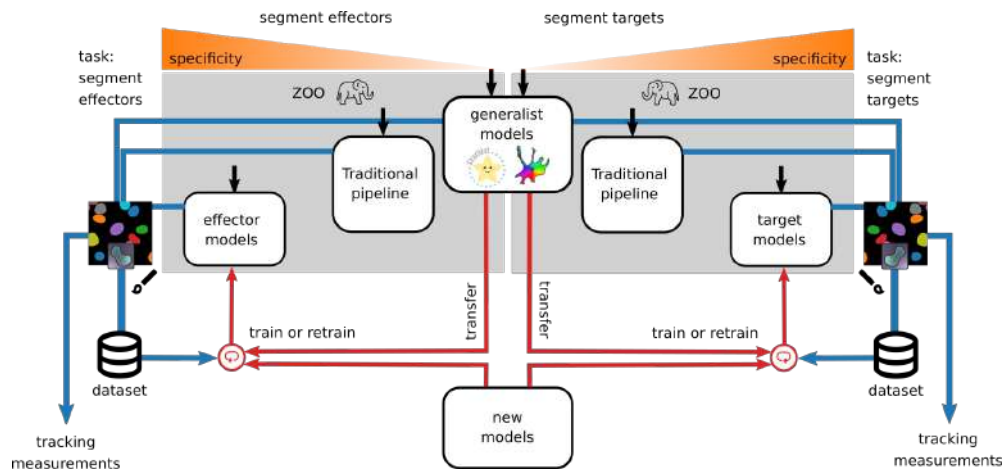 segment effectors
segment targets
task:
segment
effectors
specificity
specificity
task:
segment
targets
ZOO
ZOO
generalist
models
Traditional
pipeline
Traditional
pipeline
effector
models
target
models
transfer
transfer
train or retrain
train or retrain
dataset
dataset
new
models
tracking
measurements
tracking
measurements